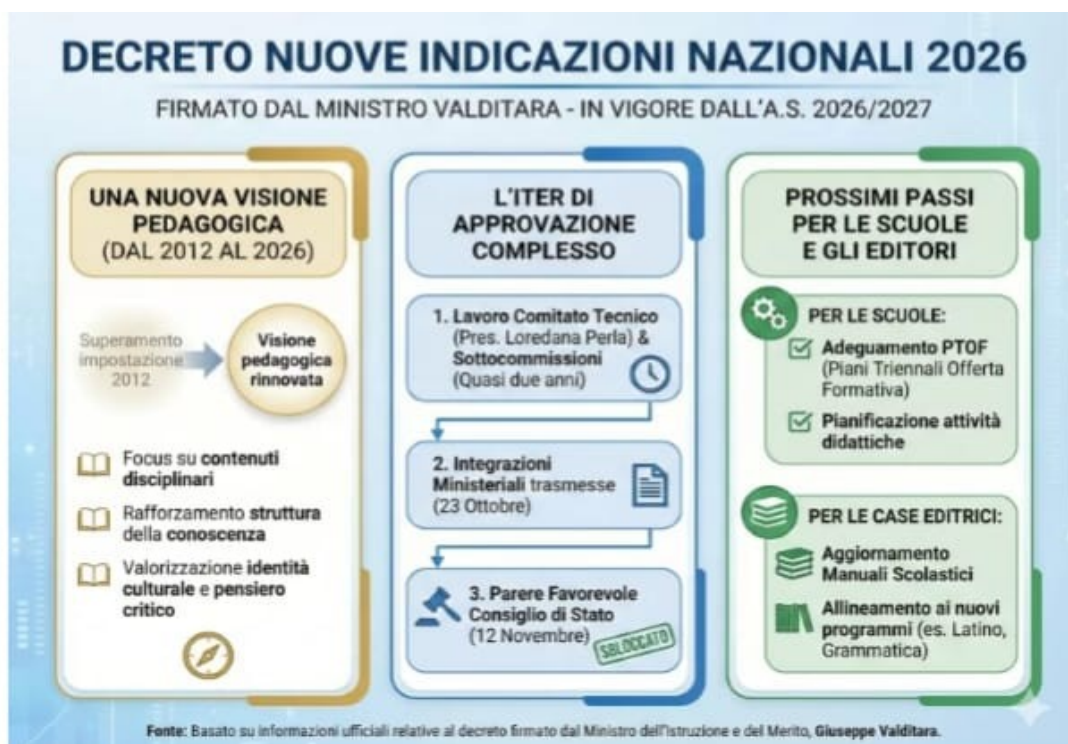 DECRETO NUOVE INDICAZIONI NAZIONALI 2026
FIRMATO DAL MINISTRO VALDITARA - IN VIGORE DALL'A.S. 2026/2027
UNA NUOVA VISIONE
PEDAGOGICA
(DAL 2012 AL 2026)
Superamento
impostazione
2012
Visione
pedagogica
rinnovata
Focus su contenuti
disciplinari
Rafforzamento struttura
della conoscenza
Valorizzazione identità
culturale e pensiero
critico
L'ITER DI
APPROVAZIONE
COMPLESSO
1. Lavoro Comitato Tecnico
(Pres. Loredana Perla) &
Sottocommissioni
(Quasi due anni)
2. Integrazioni
Ministeriali trasmesse
(23 Ottobre)
3. Parere Favorevole
Consiglio di Stato
(12 Novembre)
SBLOCCATO
PROSSIMI PASSI
PER LE SCUOLE
E GLI EDITORI
PER LE SCUOLE:
Adeguamento PTOF
(Piani Triennali Offerta
Formativa)
Pianificazione attività
didattiche
PER LE CASE EDITRICI:
Aggiornamento
Manuali Scolastici
Allineamento ai nuovi
programmi (es. Latino,
Grammatica)
Fonte: Basato su informazioni ufficiali relative al decreto firmato dal Ministro dell'Istruzione e del Merito, Giuseppe Valditara.